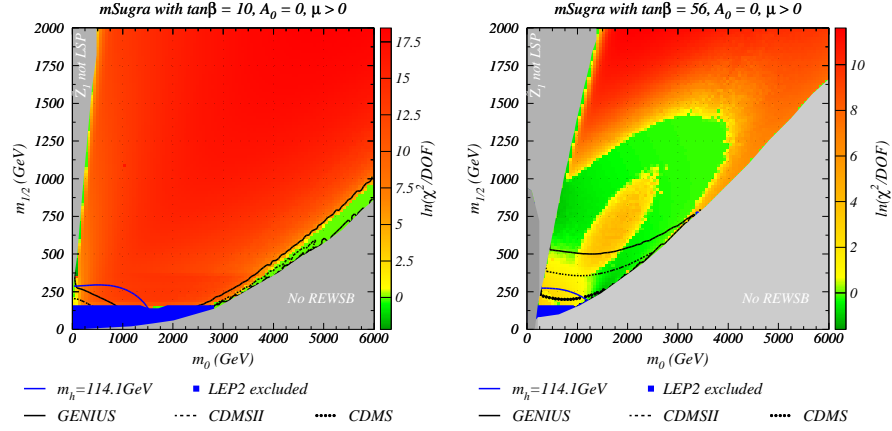 mSugra with tanβ = 10, A₀ = 0, μ > 0
2000
1750
1500
1250
1000
750
500
250
0
m₁/₂ (GeV)
Z̃₁ not LSP
No REWSB
0 1000 2000 3000 4000 5000 6000
m₀ (GeV)
17.5
15
12.5
10
7.5
5
2.5
0
ln(χ²/DOF)
m_h=114.1GeV
LEP2 excluded
GENIUS
CDMSII
CDMS
mSugra with tanβ = 56, A₀ = 0, μ > 0
2000
1750
1500
1250
1000
750
500
250
0
m₁/₂ (GeV)
Z̃₁ not LSP
No REWSB
0 1000 2000 3000 4000 5000 6000
m₀ (GeV)
10
8
6
4
2
0
ln(χ²/DOF)
m_h=114.1GeV
LEP2 excluded
GENIUS
CDMSII
CDMS